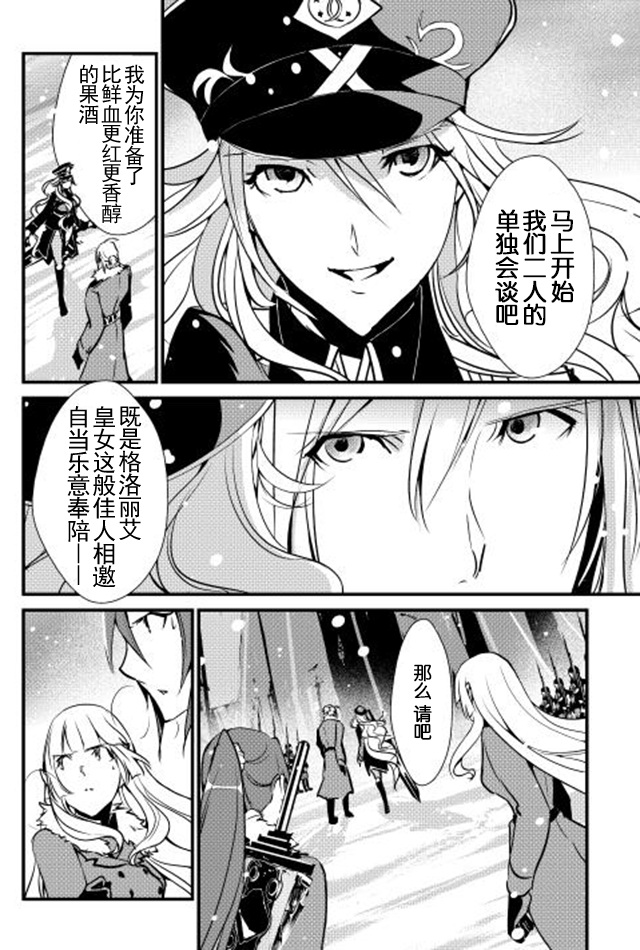 马上开始
我们二人的
单独会谈吧
我为你准备了
比鲜血更红更香醇
的果酒
既是格洛丽艾
皇女这般佳人相邀
自当乐意奉陪——
那么 请吧